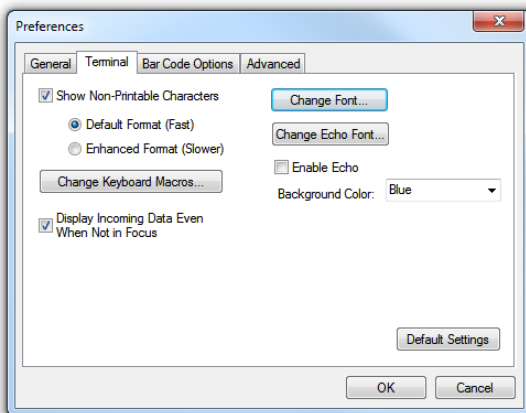 Preferences
General
Terminal
Bar Code Options
Advanced
Show Non-Printable Characters
Default Format (Fast)
Enhanced Format (Slower)
Change Keyboard Macros...
Display Incoming Data Even
When Not in Focus
Change Font...
Change Echo Font...
Enable Echo
Background Color: Blue
Default Settings
OK
Cancel